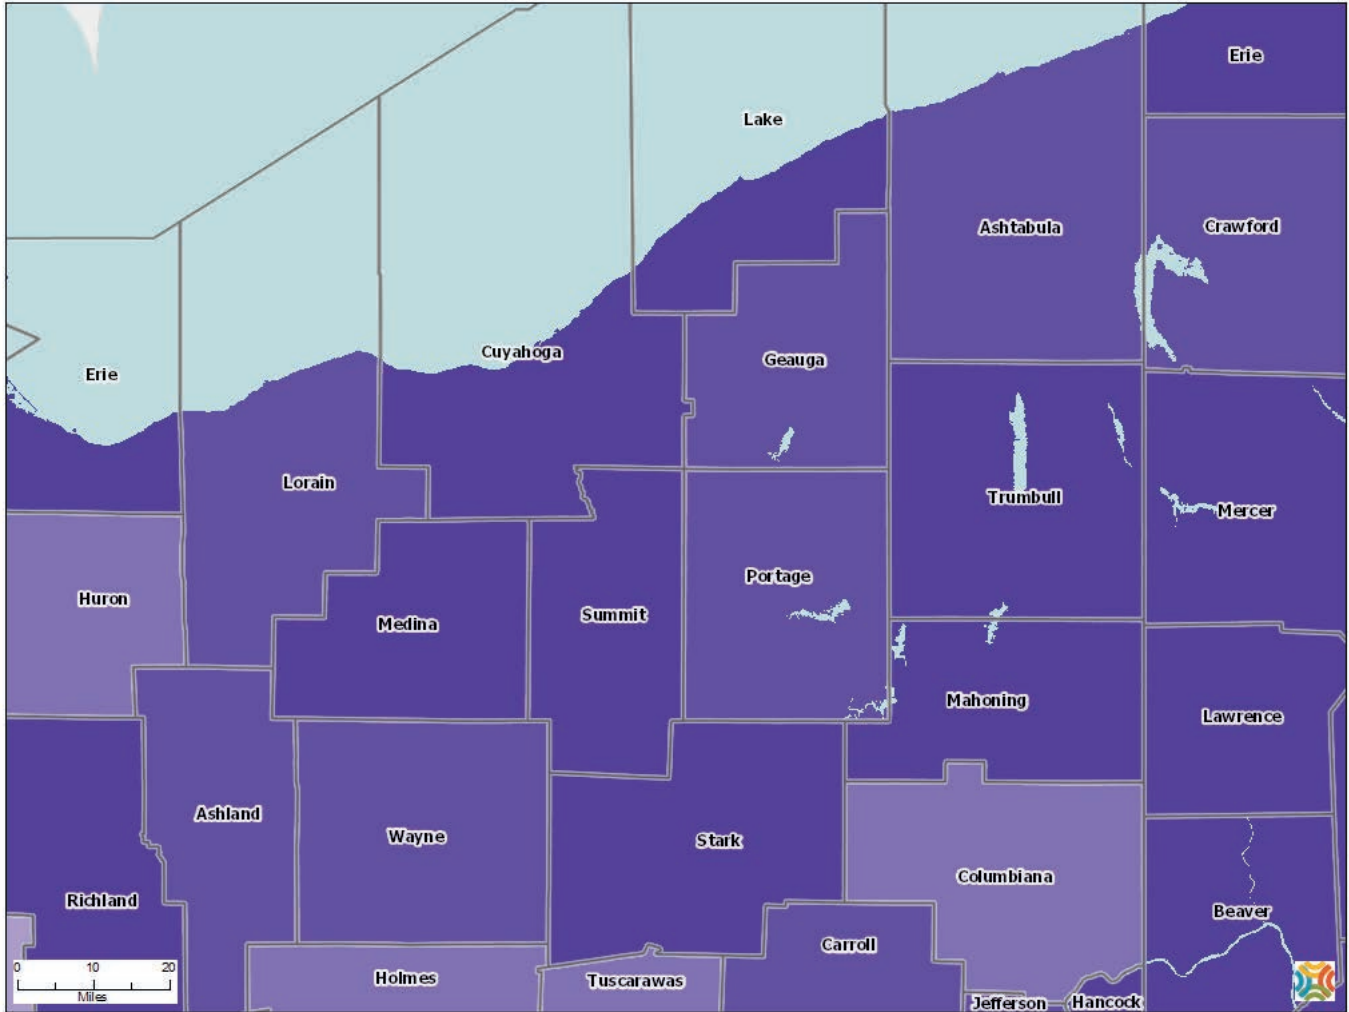 Erie
Lake
Ashtabula
Crawford
Cuyahoga
Geauga
Erie
Lorain
Trumbull
Mercer
Huron
Portage
Medina
Summit
Mahoning
Lawrence
Ashland
Wayne
Stark
Columbiana
Richland
Beaver
Carroll
Holmes
Tuscarawas
Jefferson
Hancock
0 10 20
Miles